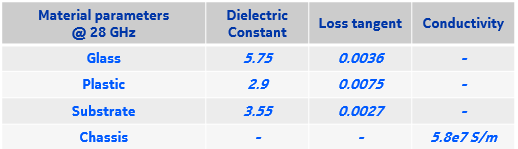 Material parameters @ 28 GHz Dielectric Constant Loss tangent Conductivity
Glass 5.75 0.0036 -
Plastic 2.9 0.0075 -
Substrate 3.55 0.0027 -
Chassis - - 5.8e7 S/m